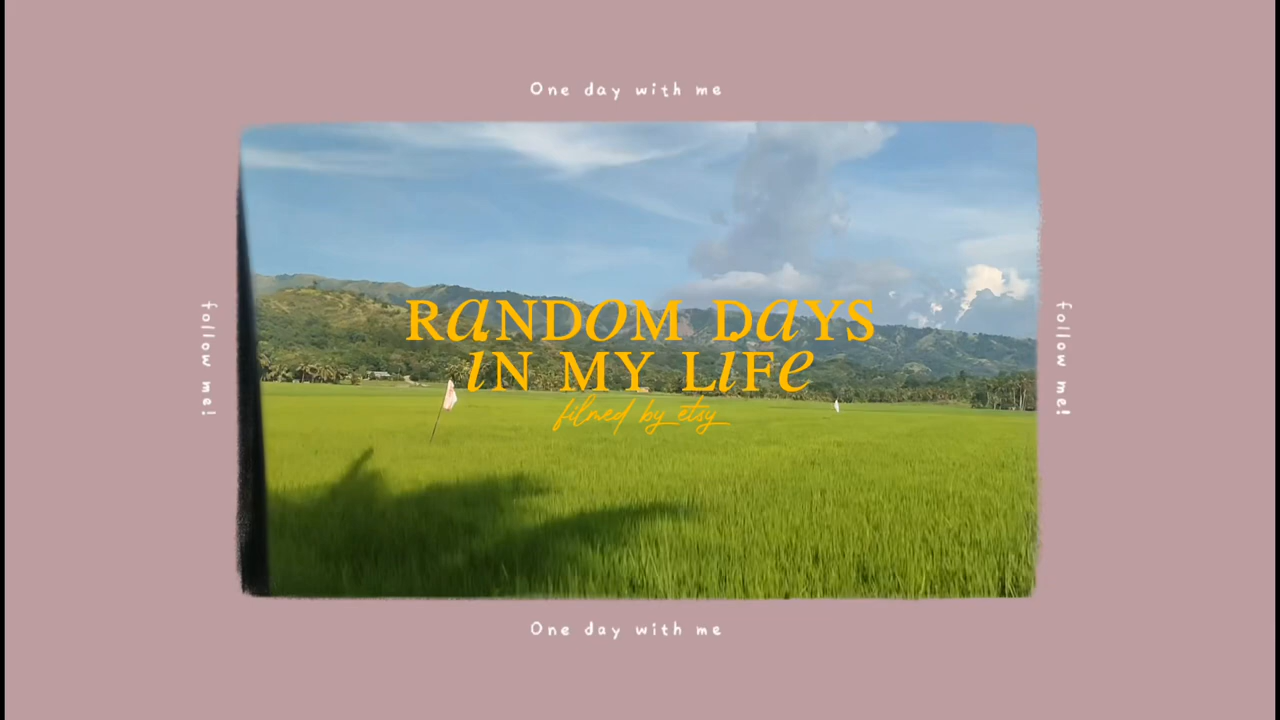 One day with me
RaNDOM DaYS
iN MY LiFe
filmed by etsy
follow me!
follow me!
One day with me